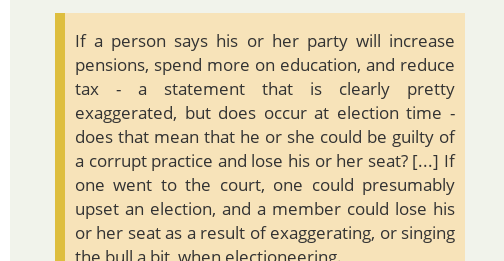 If a person says his or her party will increase
pensions, spend more on education, and reduce
tax - a statement that is clearly pretty
exaggerated, but does occur at election time -
does that mean that he or she could be guilty of
a corrupt practice and lose his or her seat? [...] If
one went to the court, one could presumably
upset an election, and a member could lose his
or her seat as a result of exaggerating, or singing
the bull a bit, when electioneering.